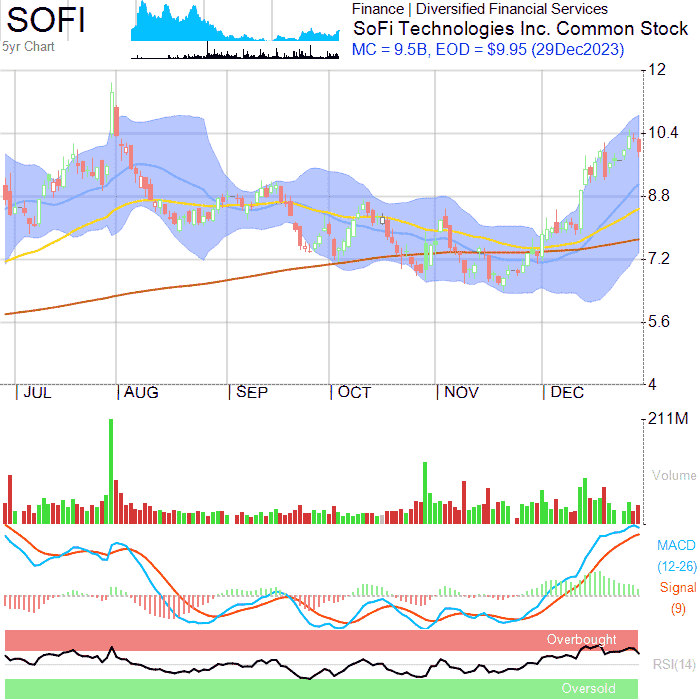 SOFI
5yr Chart
Finance | Diversified Financial Services
SoFi Technologies Inc. Common Stock
MC = 9.5B, EOD = $9.95 (29Dec2023)
12
10.4
8.8
7.2
5.6
4
JUL AUG SEP OCT NOV DEC
211M
Volume
MACD
(12-26)
Signal
(9)
Overbought
RSI(14)
Oversold